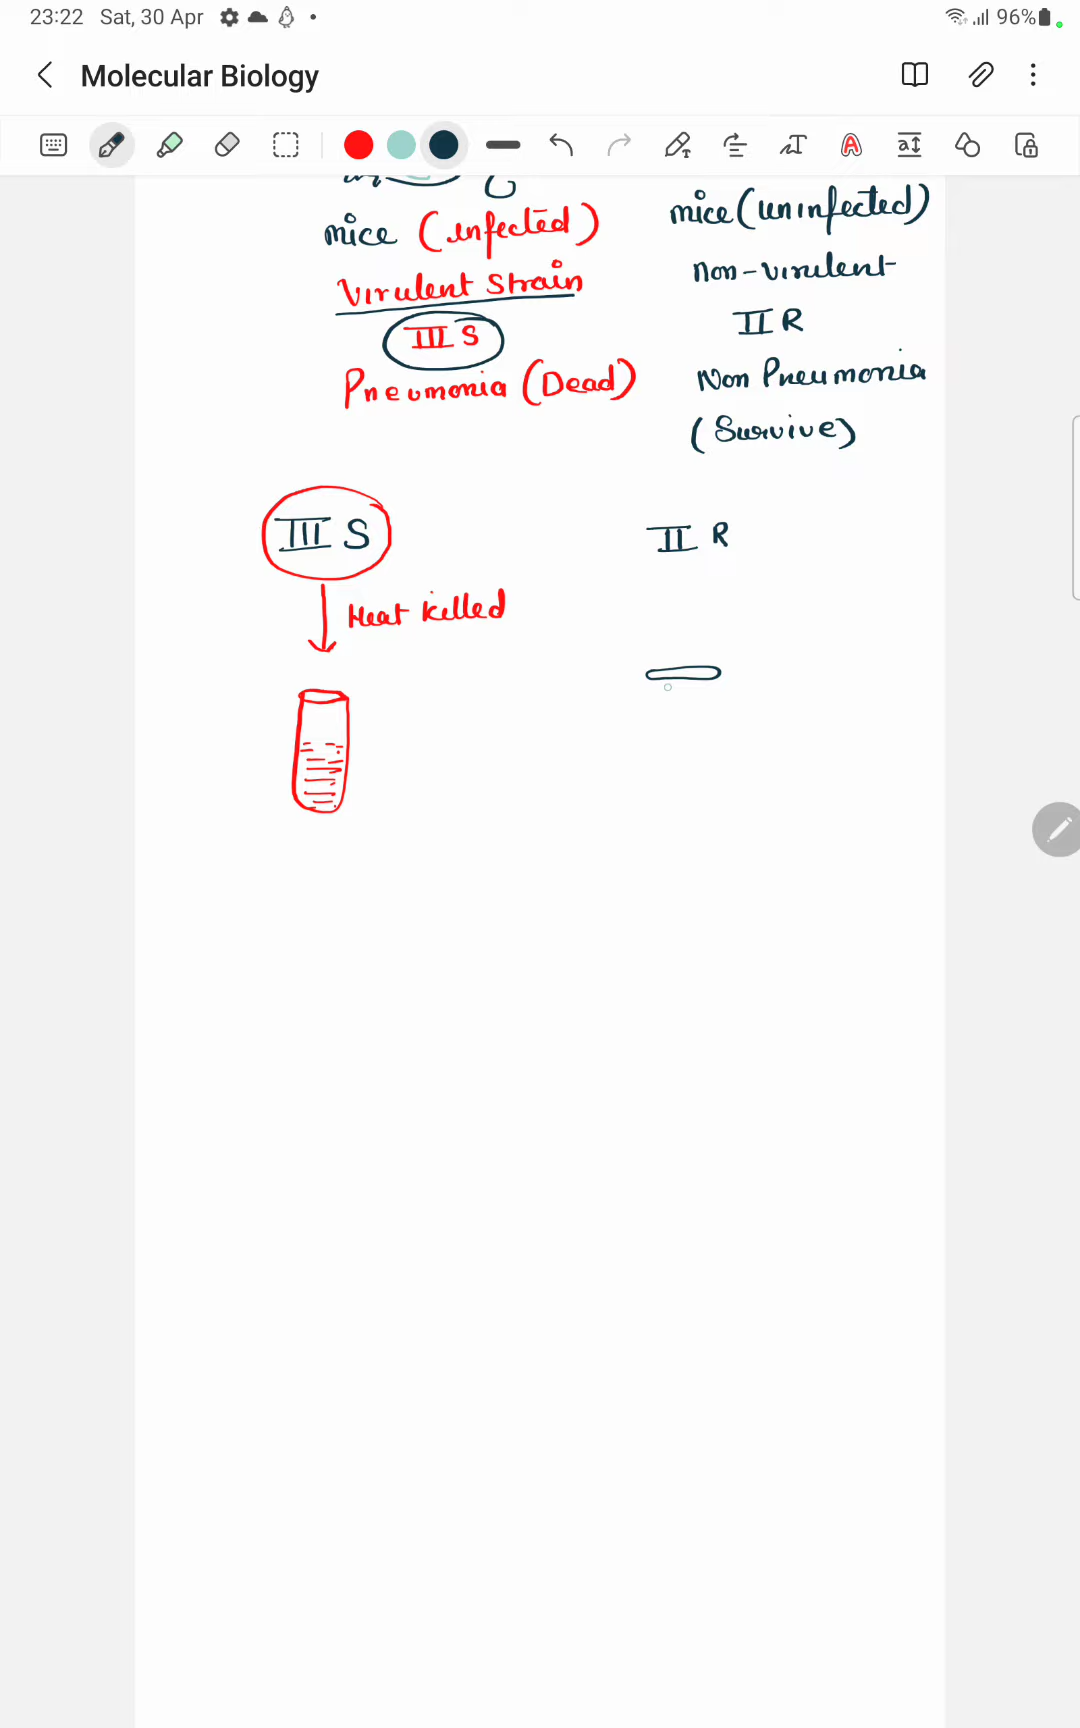 23:22 Sat, 30 Apr 96%
Molecular Biology
mice (infected)
Virulent Strain
III S
Pneumonia (Dead)
mice (uninfected)
non-virulent
II R
Non Pneumonia
(Survive)
III S
II R
Heat killed